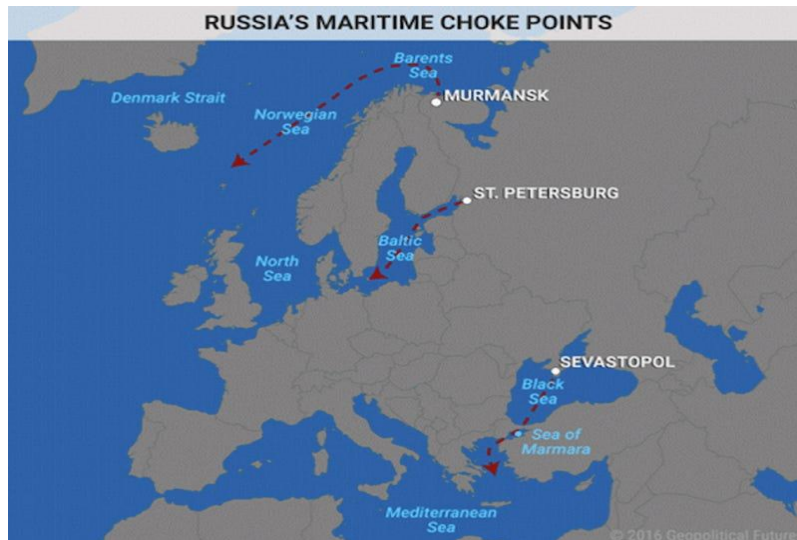 RUSSIA'S MARITIME CHOKE POINTS
Barents
Sea
MURMANSK
Denmark Strait
Norwegian
Sea
ST. PETERSBURG
Baltic
Sea
North
Sea
SEVASTOPOL
Black
Sea
Sea of
Marmara
Mediterranean
Sea
© 2016 Geopolitical Future